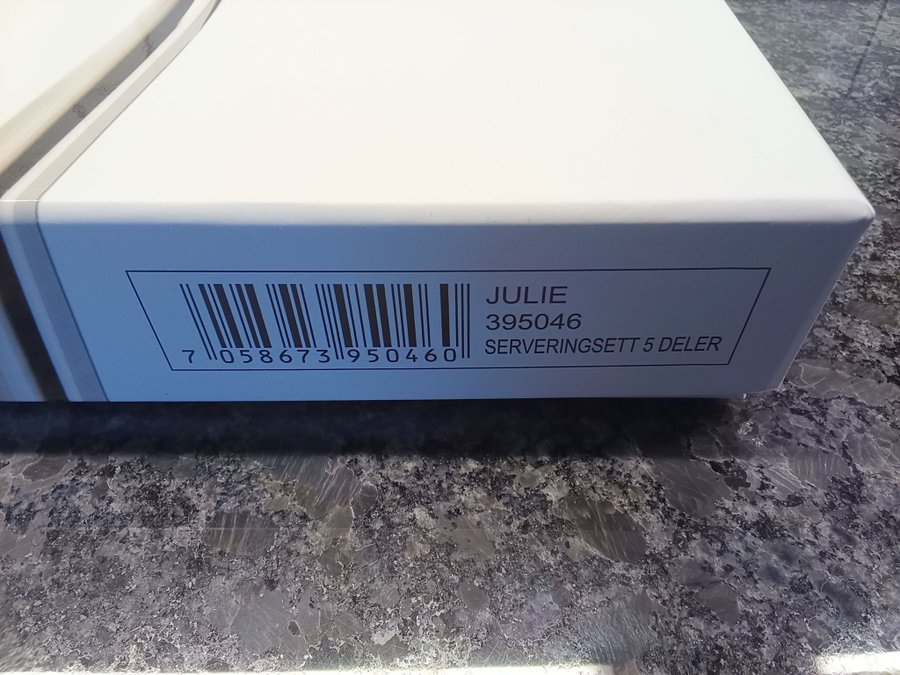 JULIE
395046
SERVERINGSETT 5 DELER
7 058673 950460